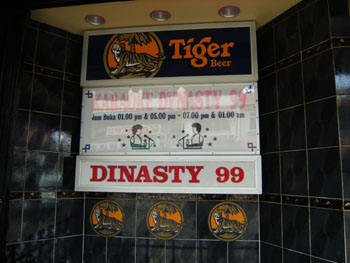 Tiger
Beer
KARAOKE DYNASTY 99
Jam Buka 01.00 pm & 05.00 pm - 07.00 pm & 01.00 am
DINASTY 99